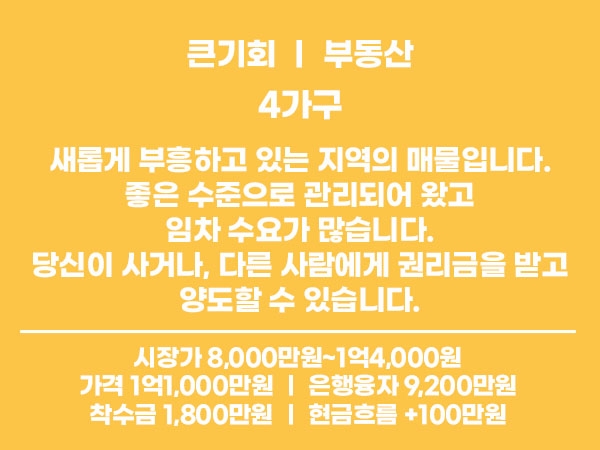 큰기회 | 부동산
4가구
새롭게 부흥하고 있는 지역의 매물입니다.
좋은 수준으로 관리되어 왔고
임차 수요가 많습니다.
당신이 사거나, 다른 사람에게 권리금을 받고
양도할 수 있습니다.
시장가 8,000만원~1억4,000원
가격 1억1,000만원 | 은행융자 9,200만원
착수금 1,800만원 | 현금흐름 +100만원